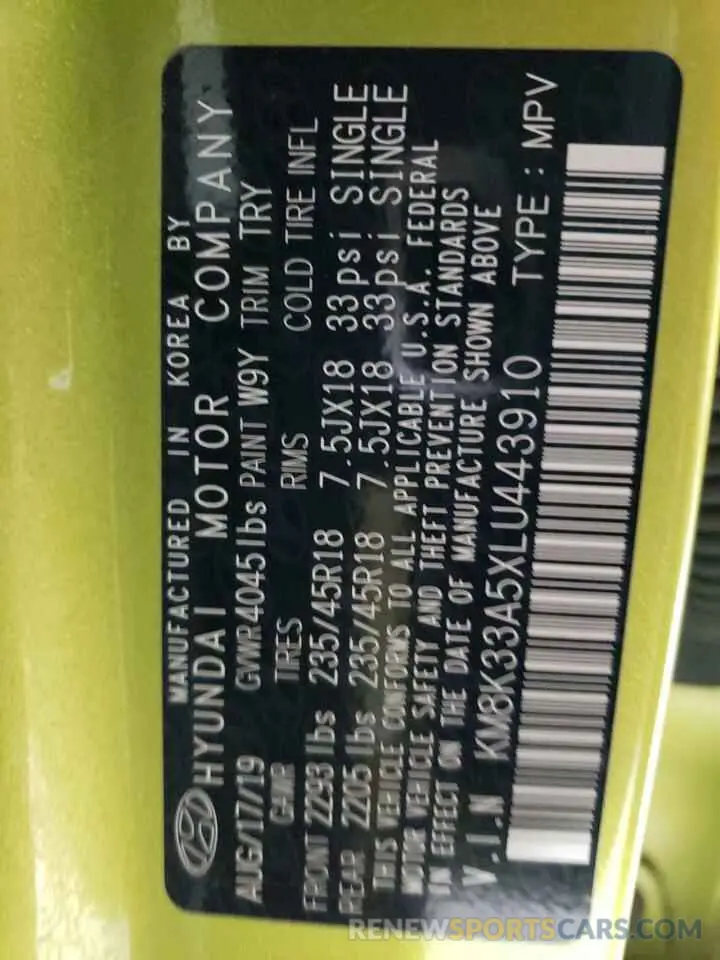 MANUFACTURED IN KOREA BY
HYUNDAI MOTOR COMPANY
AUG/17/19 GVWR4045lbs PAINT W9Y TRIM TRY
GAWR TIRES RIMS COLD TIRE INFL
FRONT 2293lbs 235/45R18 7.5JX18 33psi SINGLE
REAR 2205lbs 235/45R18 7.5JX18 33psi SINGLE
THIS VEHICLE CONFORMS TO ALL APPLICABLE U.S.A. FEDERAL
MOTOR VEHICLE SAFETY AND THEFT PREVENTION STANDARDS
IN EFFECT ON THE DATE OF MANUFACTURE SHOWN ABOVE
V.I.N KM8K33A5XLU443910 TYPE : MPV
RENEWSPORTSCARS.COM